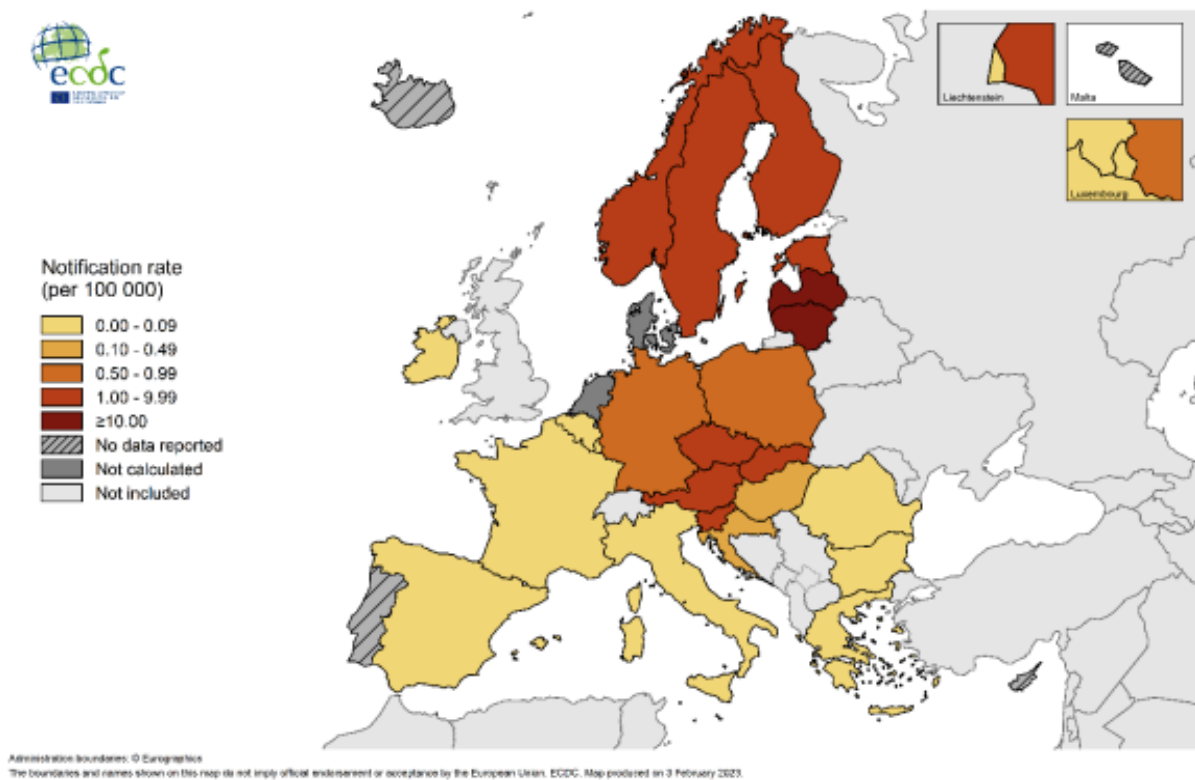 ecdc
Liechtenstein
Malta
Luxembourg
Notification rate
(per 100 000)
0.00 - 0.09
0.10 - 0.49
0.50 - 0.99
1.00 - 9.99
≥10.00
No data reported
Not calculated
Not included
Administration boundaries: © Eurographics
The boundaries and names shown on this map do not imply official endorsement or acceptance by the European Union. ECDC. Map produced on 3 February 2023.